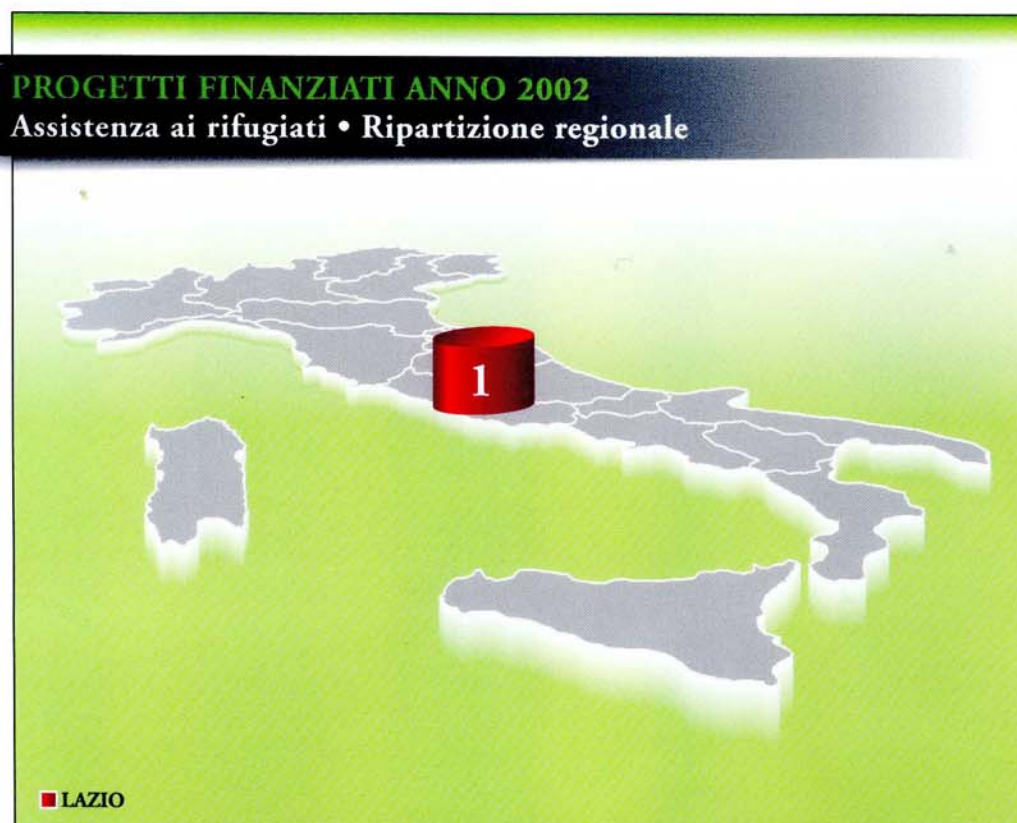 PROGETTI FINANZIATI ANNO 2002
Assistenza ai rifugiati • Ripartizione regionale
1
LAZIO